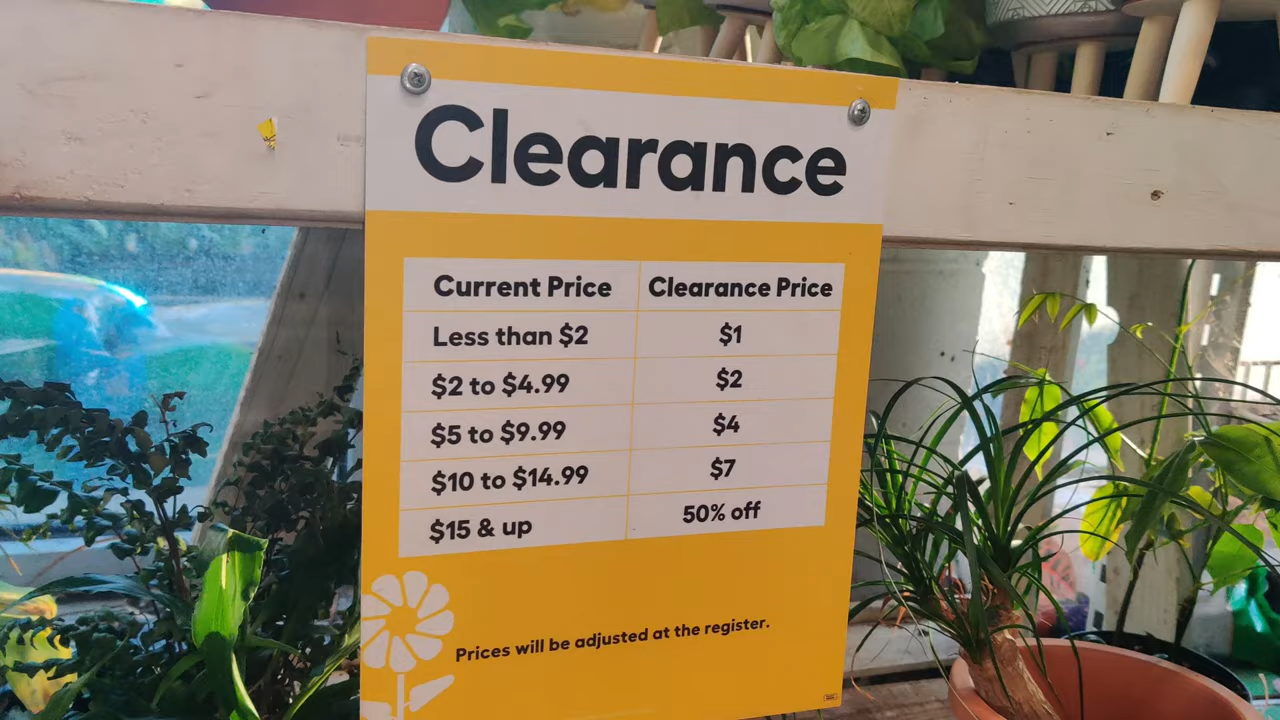 Clearance
Current Price Clearance Price
Less than $2 $1
$2 to $4.99 $2
$5 to $9.99 $4
$10 to $14.99 $7
$15 & up 50% off
Prices will be adjusted at the register.